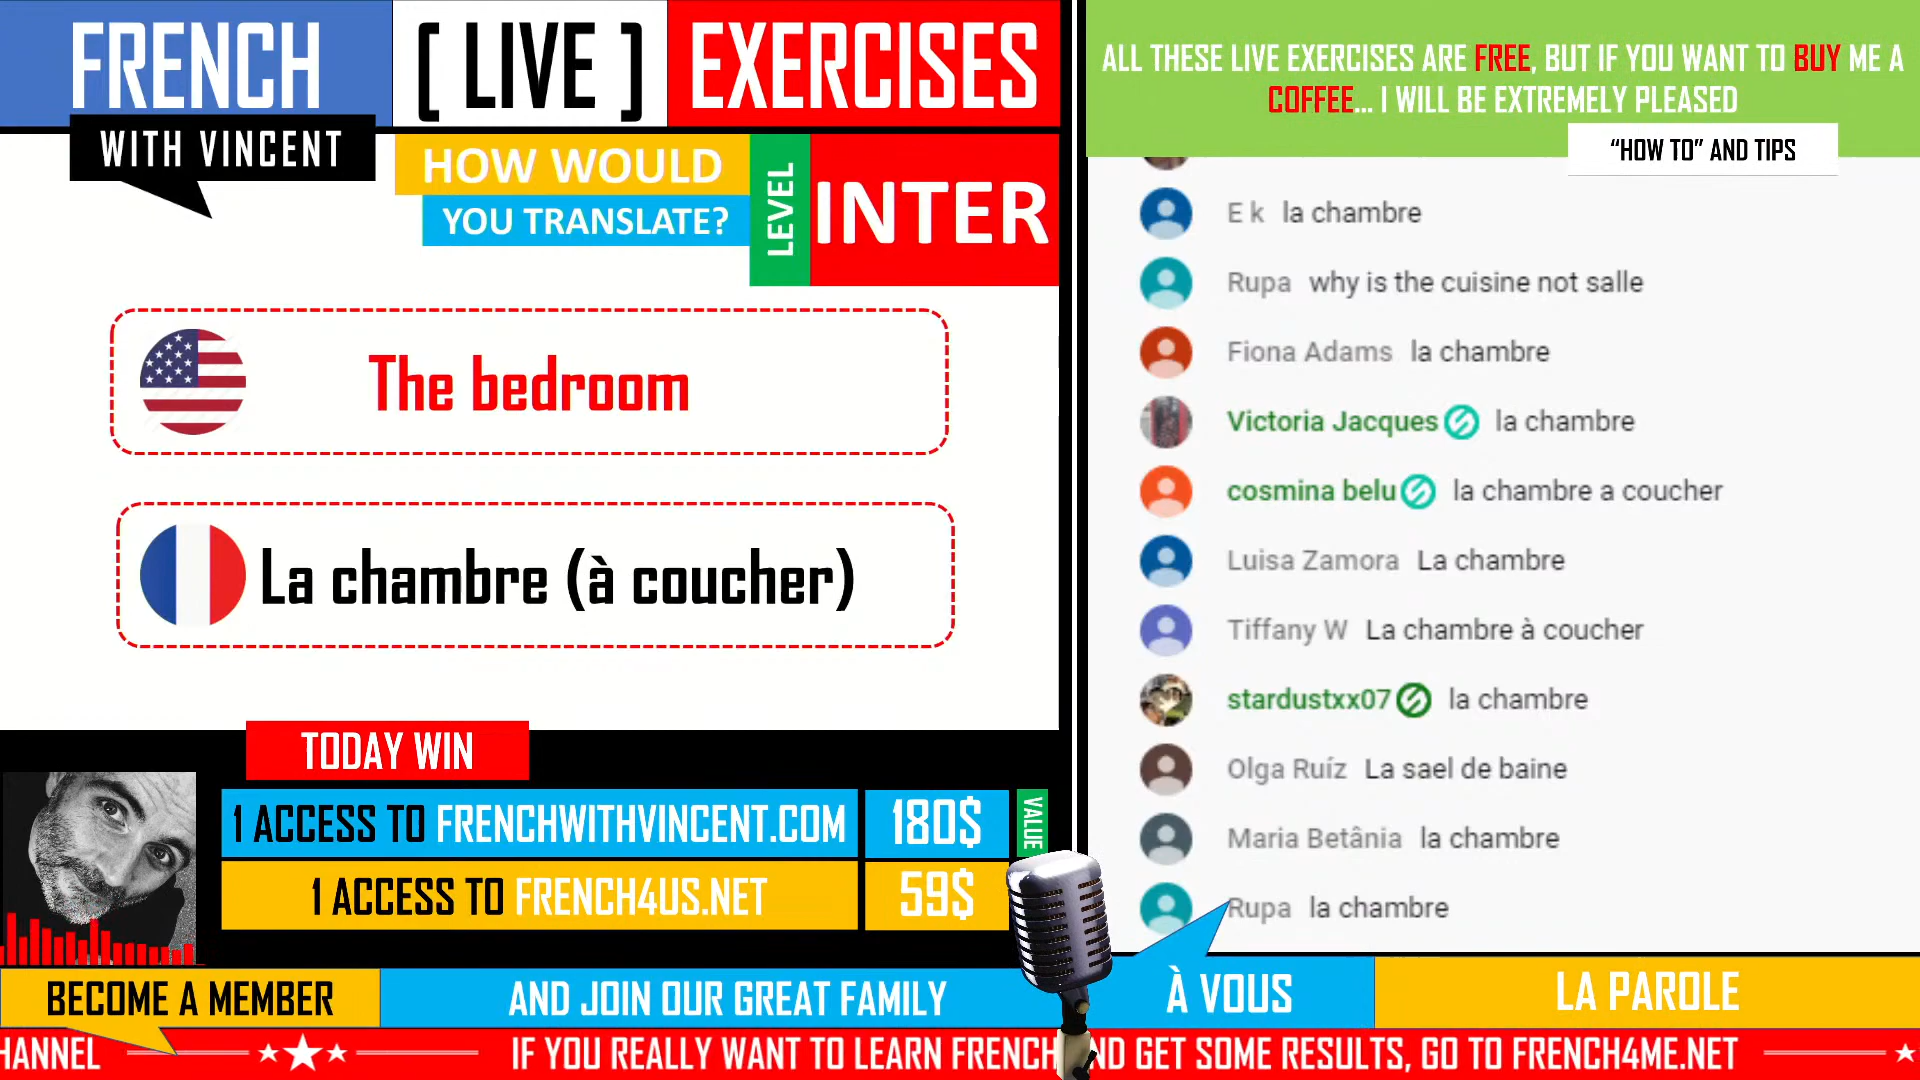 FRENCH
[ LIVE ]
EXERCISES
WITH VINCENT
HOW WOULD
YOU TRANSLATE?
LEVEL
INTER
The bedroom
La chambre (à coucher)
TODAY WIN
1 ACCESS TO FRENCHWITHVINCENT.COM
180$
VALUE
1 ACCESS TO FRENCH4US.NET
59$
ALL THESE LIVE EXERCISES ARE FREE, BUT IF YOU WANT TO BUY ME A
COFFEE... I WILL BE EXTREMELY PLEASED
“HOW TO” AND TIPS
E k la chambre
Rupa why is the cuisine not salle
Fiona Adams la chambre
Victoria Jacques la chambre
cosmina belu la chambre a coucher
Luisa Zamora La chambre
Tiffany W La chambre à coucher
stardustxx07 la chambre
Olga Ruíz La sael de baine
Maria Betânia la chambre
Rupa la chambre
BECOME A MEMBER
AND JOIN OUR GREAT FAMILY
À VOUS
LA PAROLE
HANNEL
IF YOU REALLY WANT TO LEARN FRENCH ND GET SOME RESULTS, GO TO FRENCH4ME.NET